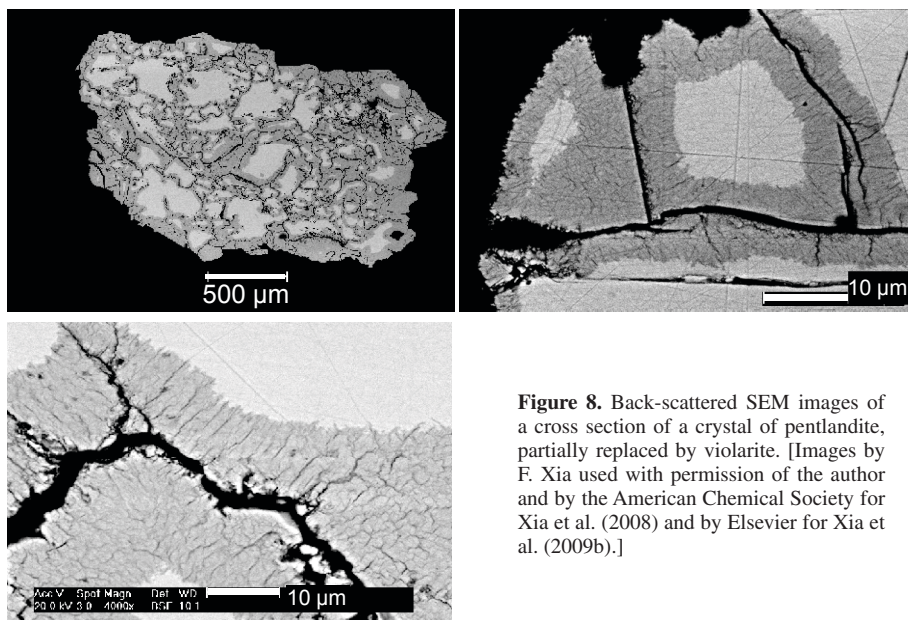 500 µm
10 µm
Acc.V Spot Magn Det WD
20.0 kV 3.0 4000x BSE 10.1
10 µm
Figure 8. Back-scattered SEM images of
a cross section of a crystal of pentlandite,
partially replaced by violarite. [Images by
F. Xia used with permission of the author
and by the American Chemical Society for
Xia et al. (2008) and by Elsevier for Xia et
al. (2009b).]